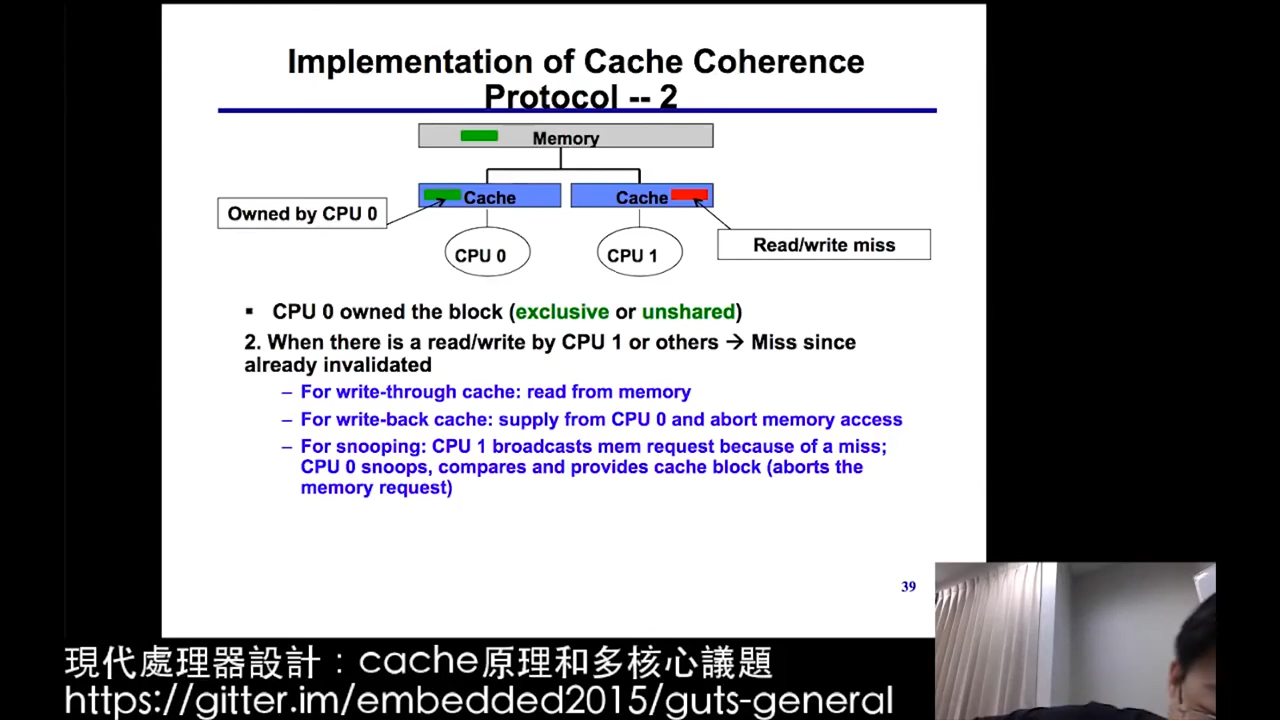 Implementation of Cache Coherence
Protocol -- 2
Memory
Cache
Cache
Owned by CPU 0
Read/write miss
CPU 0
CPU 1
▪ CPU 0 owned the block (exclusive or unshared)
2. When there is a read/write by CPU 1 or others → Miss since
already invalidated
– For write-through cache: read from memory
– For write-back cache: supply from CPU 0 and abort memory access
– For snooping: CPU 1 broadcasts mem request because of a miss;
CPU 0 snoops, compares and provides cache block (aborts the
memory request)
39
現代處理器設計：cache原理和多核心議題
https://gitter.im/embedded2015/guts-general